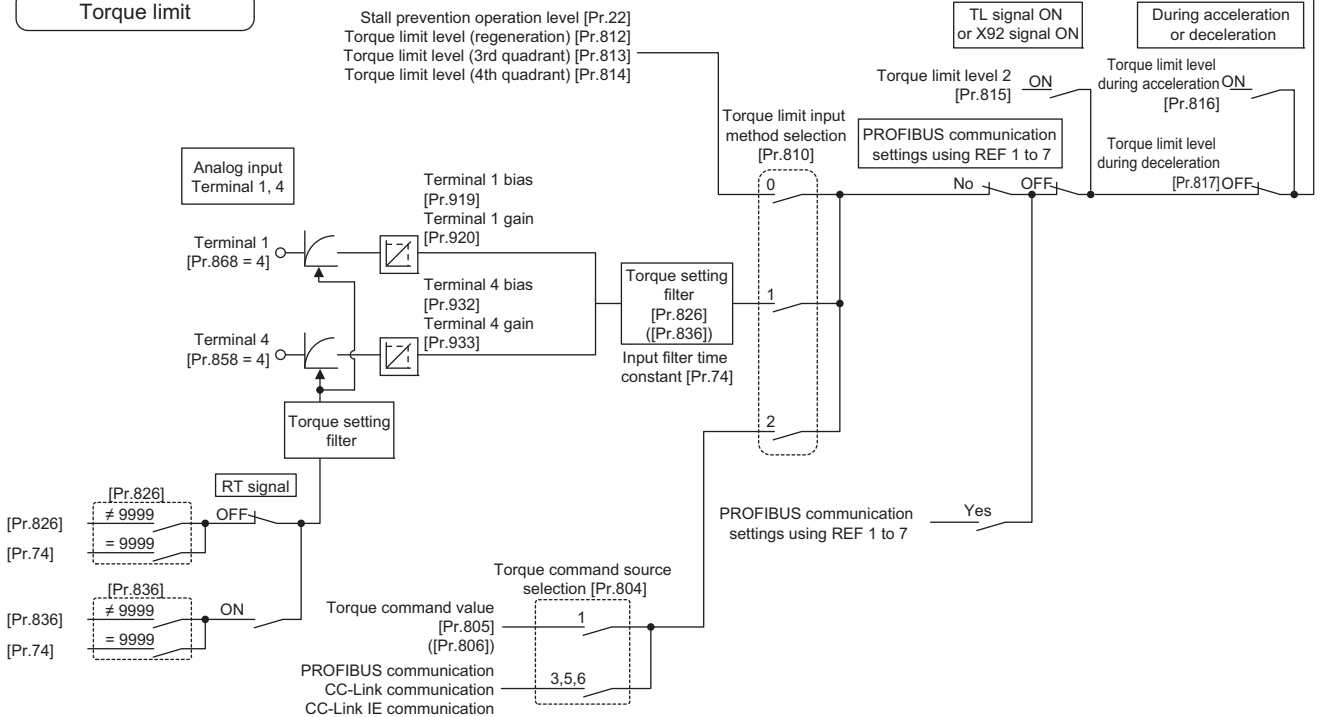 Torque limit
Stall prevention operation level [Pr.22]
Torque limit level (regeneration) [Pr.812]
Torque limit level (3rd quadrant) [Pr.813]
Torque limit level (4th quadrant) [Pr.814]
TL signal ON
or X92 signal ON
During acceleration
or deceleration
Torque limit level 2
[Pr.815]
ON
Torque limit level
during acceleration
[Pr.816]
ON
Torque limit input
method selection
[Pr.810]
PROFIBUS communication
settings using REF 1 to 7
Torque limit level
during deceleration
[Pr.817]
OFF
No
OFF
0
Analog input
Terminal 1, 4
Terminal 1 bias
[Pr.919]
Terminal 1 gain
[Pr.920]
Terminal 1
[Pr.868 = 4]
Terminal 4 bias
[Pr.932]
Terminal 4 gain
[Pr.933]
Terminal 4
[Pr.858 = 4]
Torque setting
filter
[Pr.826]
([Pr.836])
Input filter time
constant [Pr.74]
1
2
Torque setting
filter
RT signal
[Pr.826]
[Pr.826]
≠ 9999
OFF
[Pr.74]
= 9999
[Pr.836]
[Pr.836]
≠ 9999
ON
[Pr.74]
= 9999
PROFIBUS communication
settings using REF 1 to 7
Yes
Torque command source
selection [Pr.804]
Torque command value
[Pr.805]
([Pr.806])
1
PROFIBUS communication
CC-Link communication
CC-Link IE communication
3,5,6